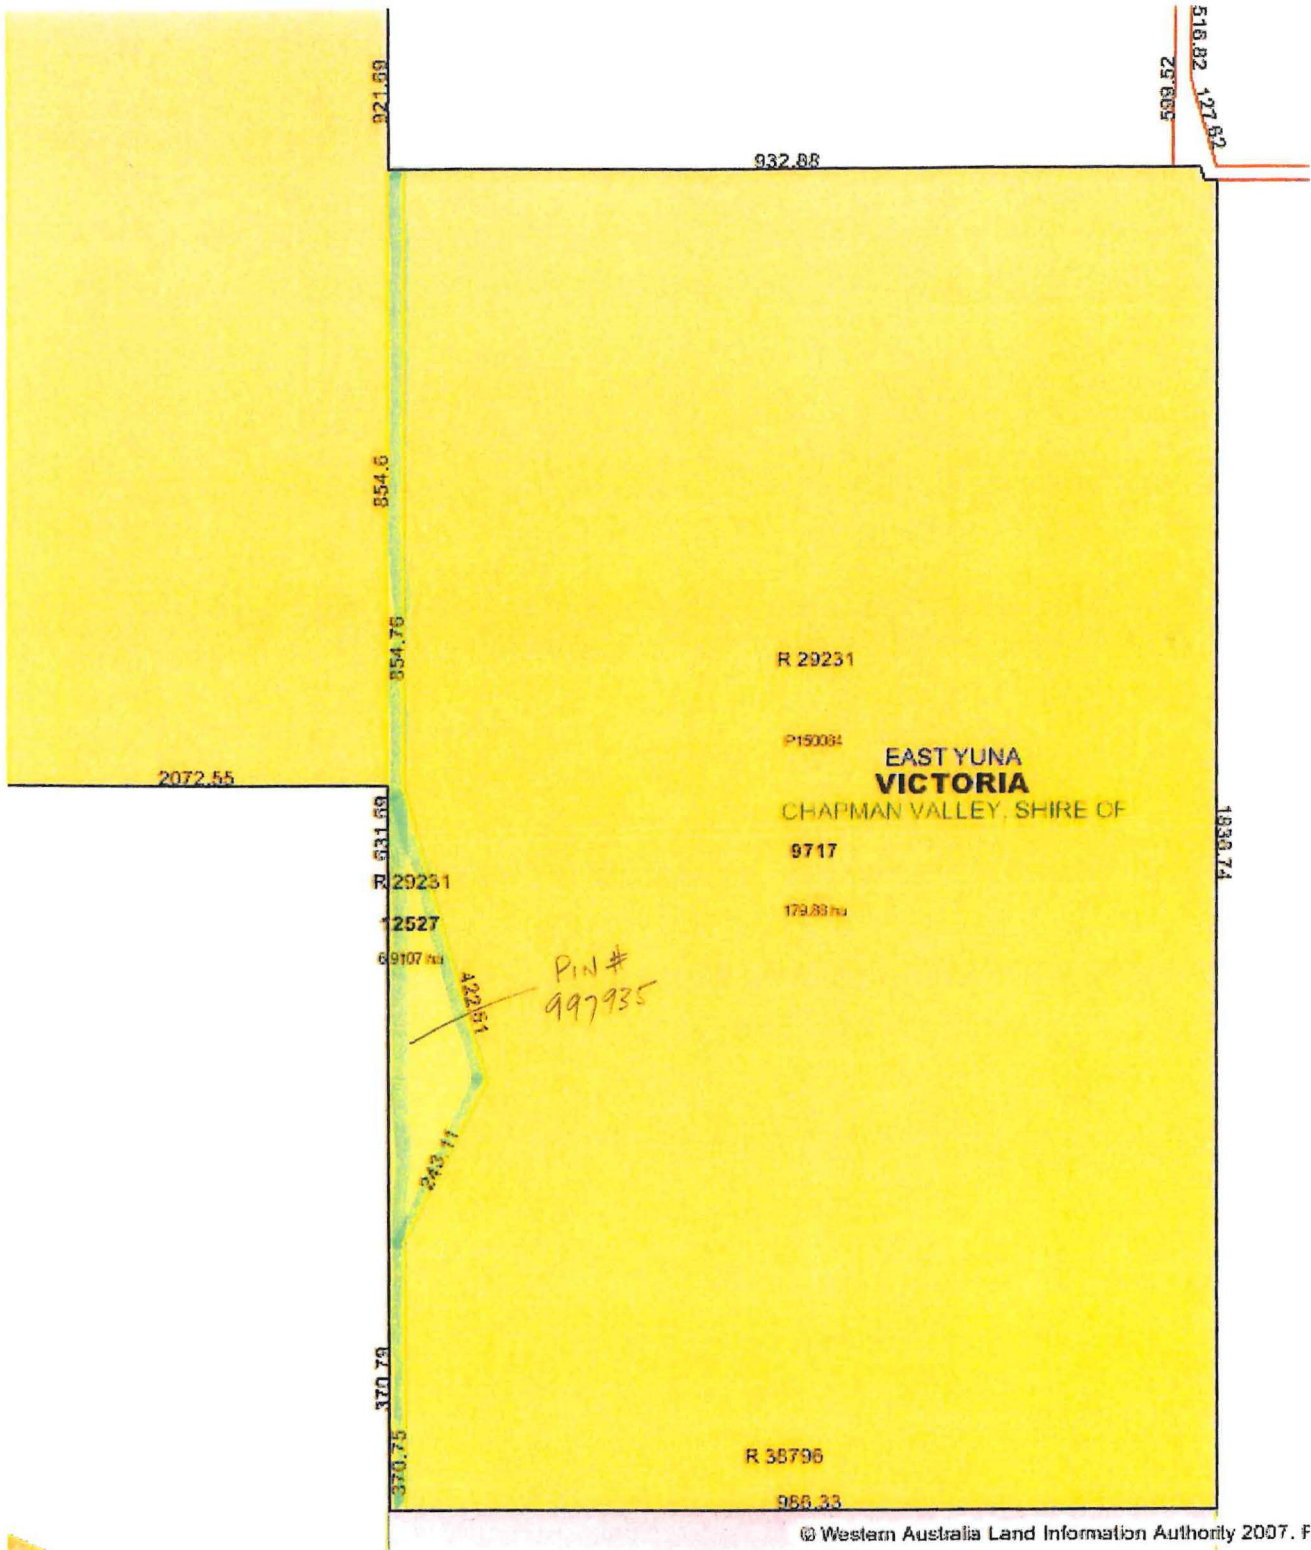 516.82
599.52
127.62
921.69
932.88
854.6
854.76
R 29231
P150084
EAST YUNA
VICTORIA
CHAPMAN VALLEY, SHIRE OF
2072.55
631.69
9717
1836.74
R 29231
12527
179.88 ha
6.9107 ha
PIN #
997935
422.61
243.11
370.79
370.75
R 38796
988.33
© Western Australia Land Information Authority 2007.